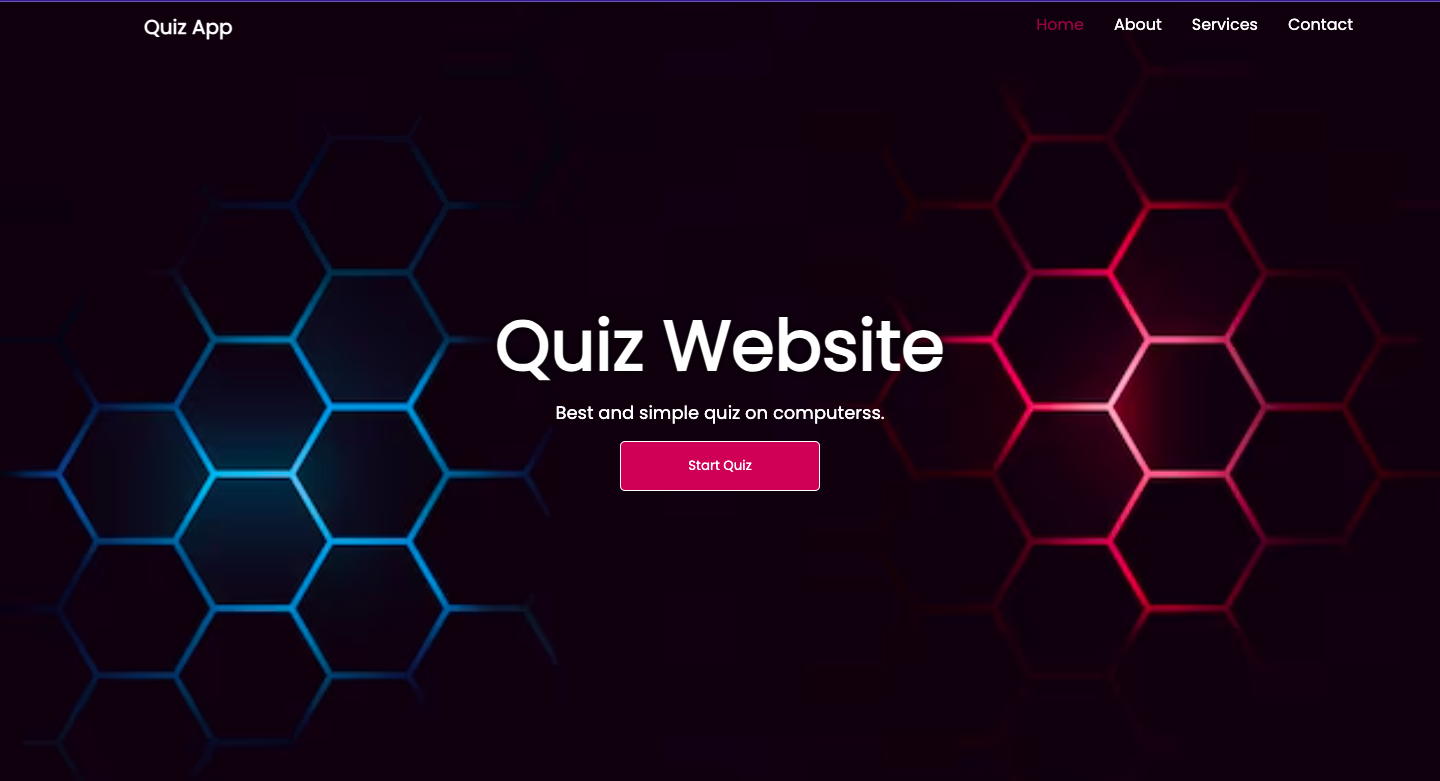 Quiz App
Home About Services Contact
Quiz Website
Best and simple quiz on computerss.
Start Quiz